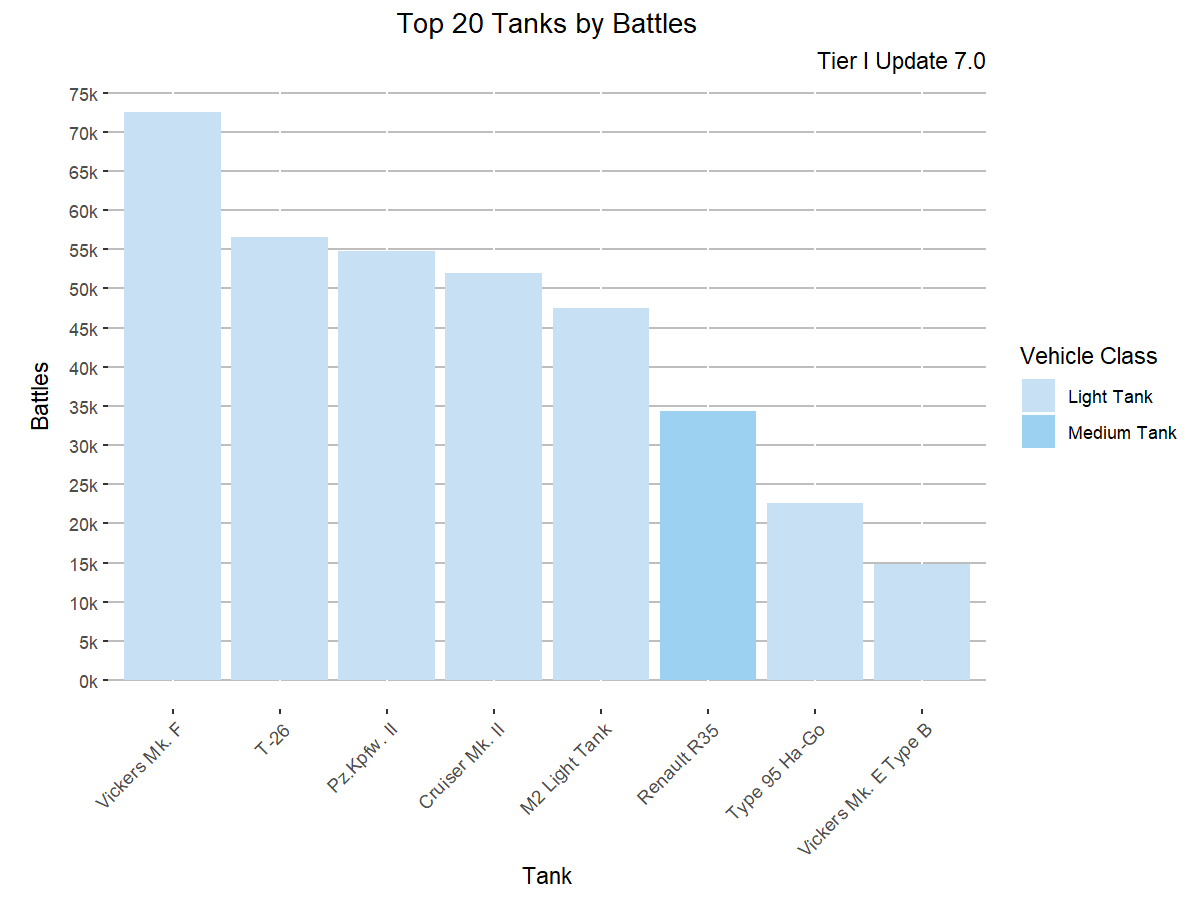 Top 20 Tanks by Battles
Tier I Update 7.0
75k
70k
65k
60k
55k
50k
45k
40k
35k
30k
25k
20k
15k
10k
5k
0k
Battles
Vickers Mk. F
T-26
Pz.Kpfw. II
Cruiser Mk. II
M2 Light Tank
Renault R35
Type 95 Ha-Go
Vickers Mk. E Type B
Tank
Vehicle Class
Light Tank
Medium Tank